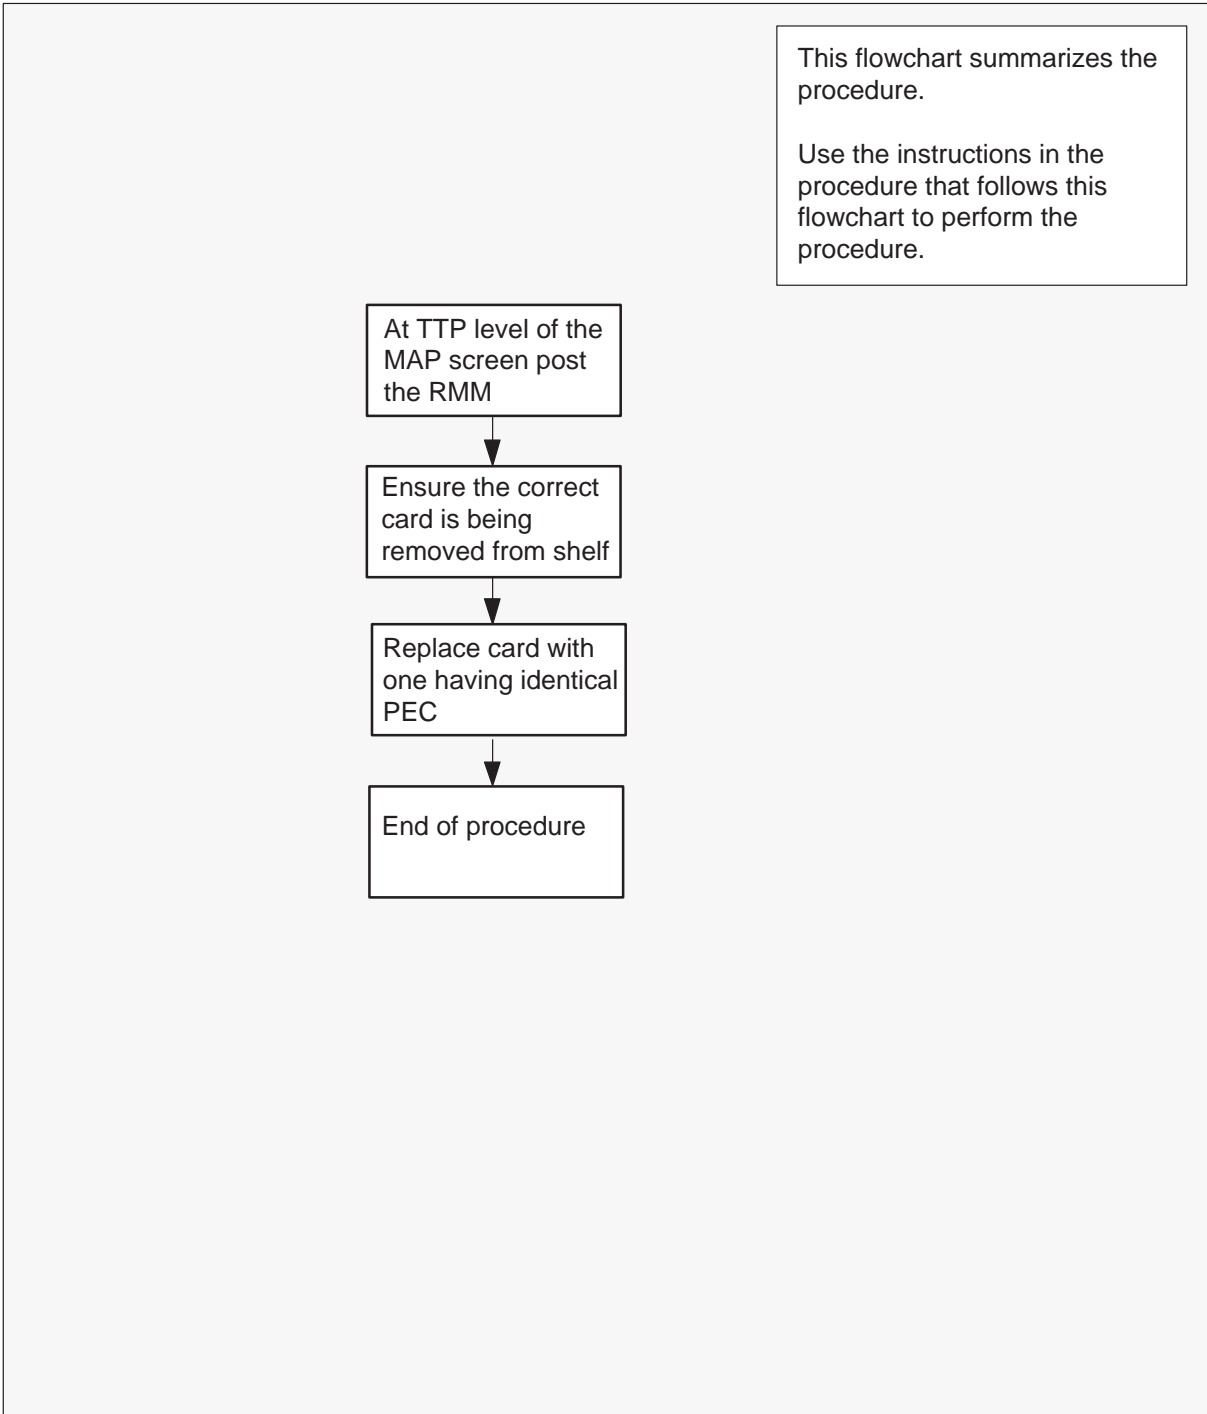 This flowchart summarizes the
procedure.
Use the instructions in the
procedure that follows this
flowchart to perform the
procedure.
At TTP level of the
MAP screen post
the RMM
Ensure the correct
card is being
removed from shelf
Replace card with
one having identical
PEC
End of procedure